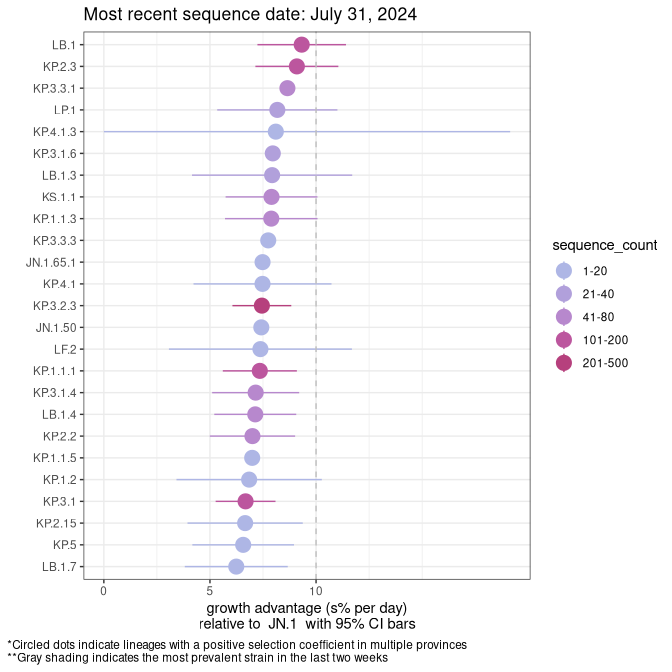 Most recent sequence date: July 31, 2024
LB.1
KP.2.3
KP.3.3.1
LP.1
KP.4.1.3
KP.3.1.6
LB.1.3
KS.1.1
KP.1.1.3
KP.3.3.3
JN.1.65.1
KP.4.1
KP.3.2.3
JN.1.50
LF.2
KP.1.1.1
KP.3.1.4
LB.1.4
KP.2.2
KP.1.1.5
KP.1.2
KP.3.1
KP.2.15
KP.5
LB.1.7
0 5 10
growth advantage (s% per day)
relative to JN.1 with 95% CI bars
sequence_count
1-20
21-40
41-80
101-200
201-500
*Circled dots indicate lineages with a positive selection coefficient in multiple provinces
**Gray shading indicates the most prevalent strain in the last two weeks